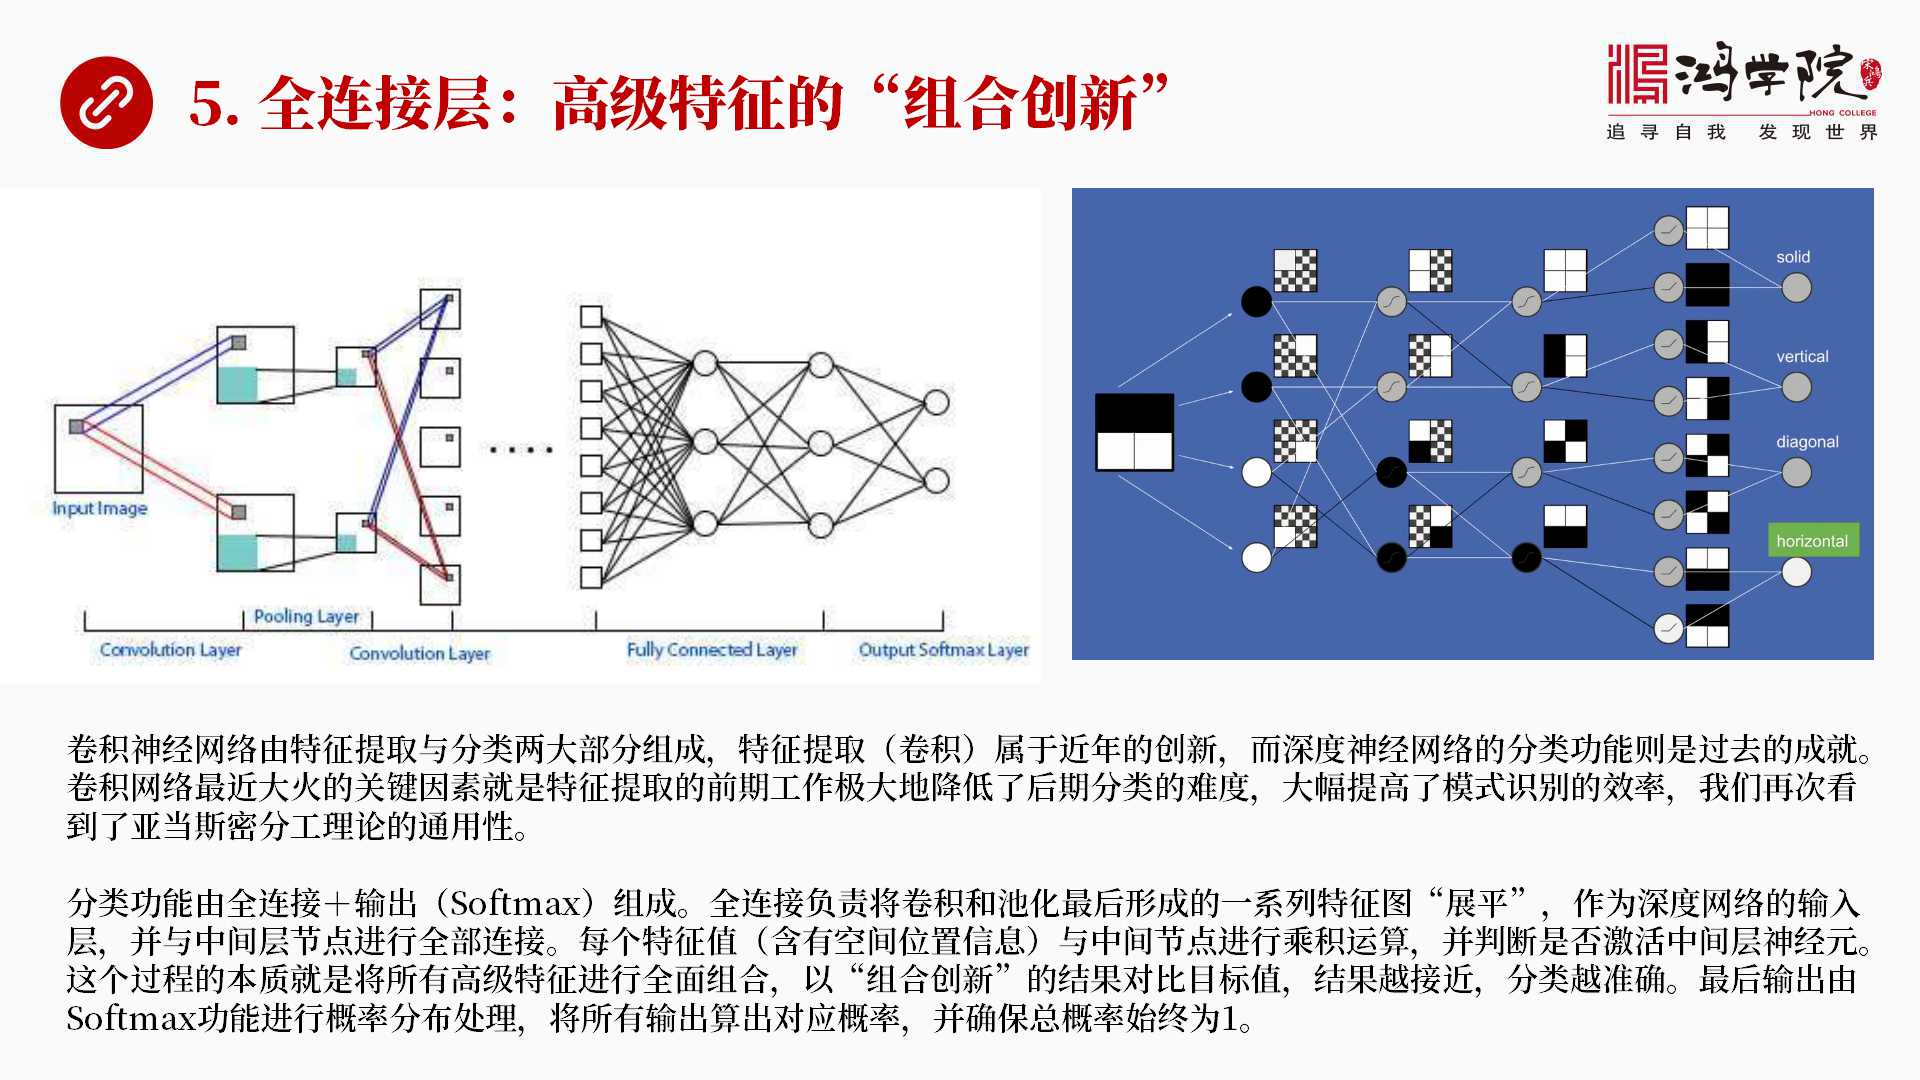 5. 全连接层：高级特征的“组合创新”
鸿学院
HONG COLLEGE
追寻自我 发现世界
Input Image
Pooling Layer
Convolution Layer
Convolution Layer
Fully Connected Layer
Output Softmax Layer
solid
vertical
diagonal
horizontal
卷积神经网络由特征提取与分类两大部分组成，特征提取（卷积）属于近年的创新，而深度神经网络的分类功能则是过去的成就。
卷积网络最近大火的关键因素就是特征提取的前期工作极大地降低了后期分类的难度，大幅提高了模式识别的效率，我们再次看
到了亚当斯密分工理论的通用性。
分类功能由全连接＋输出（Softmax）组成。全连接负责将卷积和池化最后形成的一系列特征图“展平”，作为深度网络的输入
层，并与中间层节点进行全部连接。每个特征值（含有空间位置信息）与中间节点进行乘积运算，并判断是否激活中间层神经元。
这个过程的本质就是将所有高级特征进行全面组合，以“组合创新”的结果对比目标值，结果越接近，分类越准确。最后输出由
Softmax功能进行概率分布处理，将所有输出算出对应概率，并确保总概率始终为1。